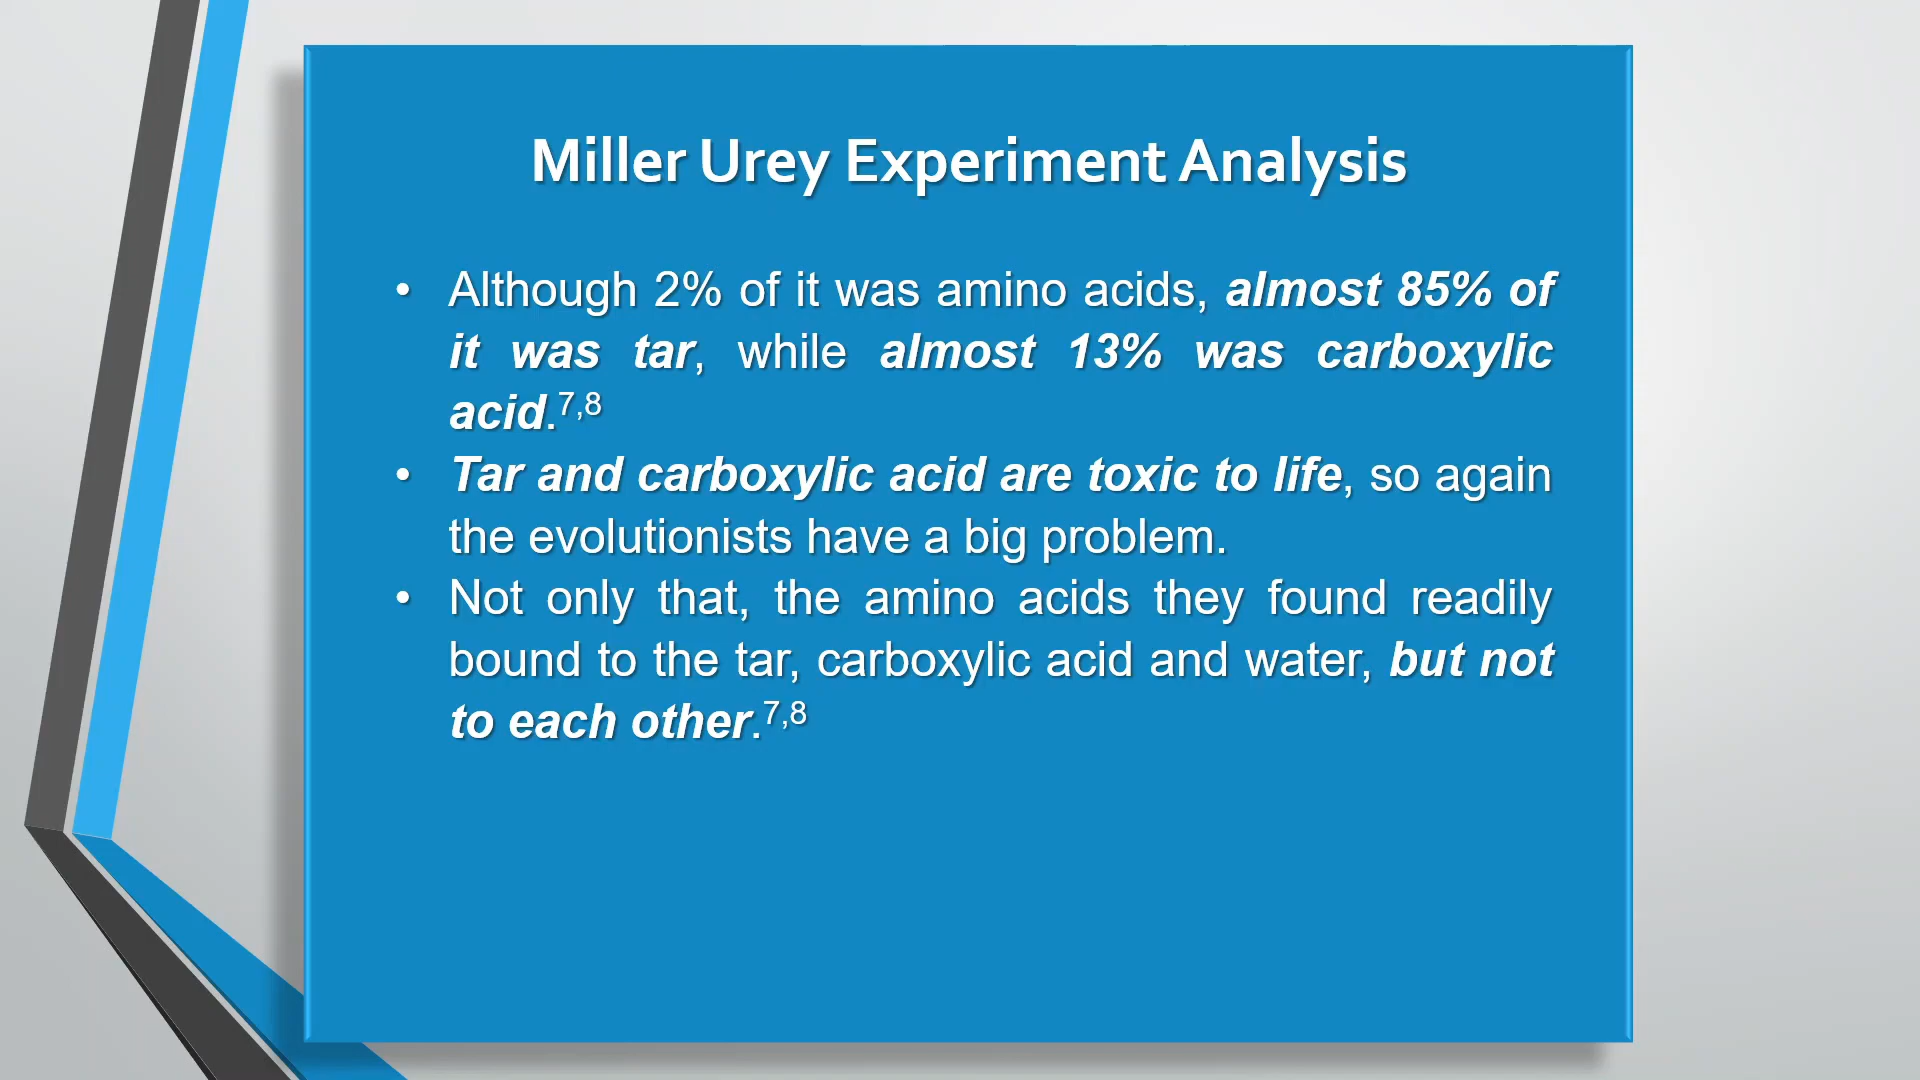 Miller Urey Experiment Analysis
• Although 2% of it was amino acids, almost 85% of
it was tar, while almost 13% was carboxylic
acid.7,8
• Tar and carboxylic acid are toxic to life, so again
the evolutionists have a big problem.
• Not only that, the amino acids they found readily
bound to the tar, carboxylic acid and water, but not
to each other.7,8